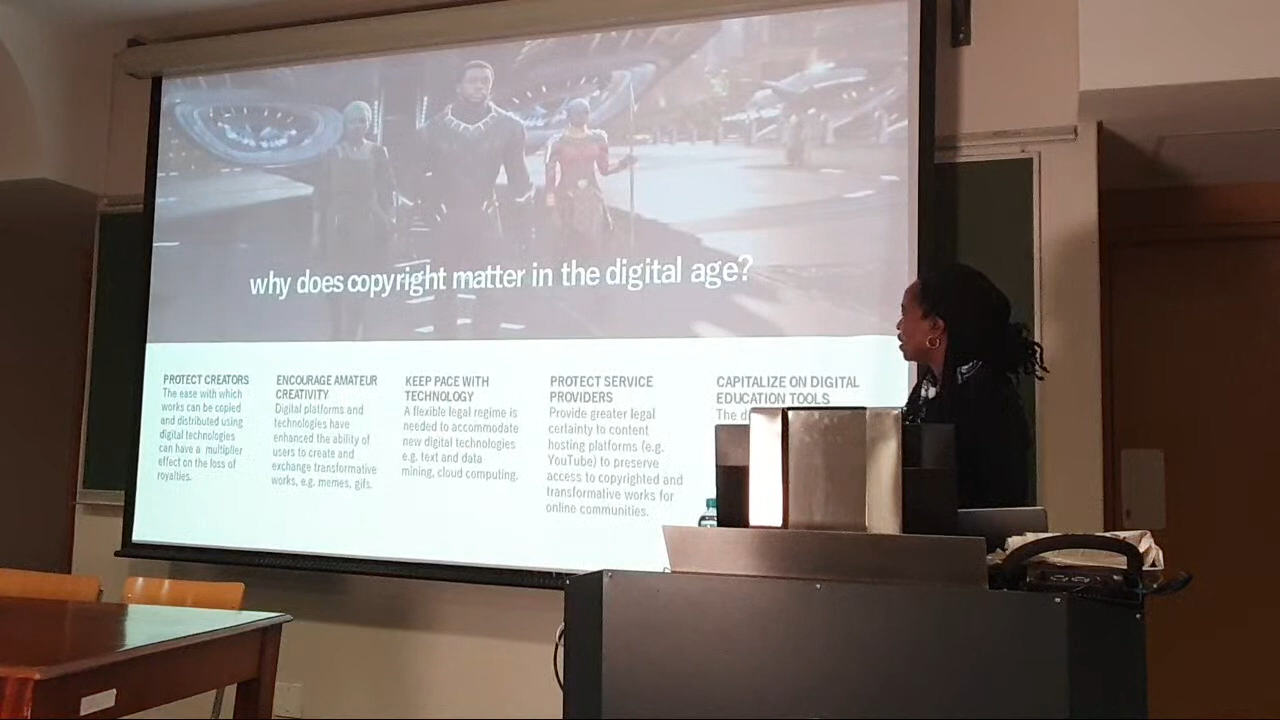 why does copyright matter in the digital age?
PROTECT CREATORS
The ease with which
works can be copied
and distributed using
digital technologies
can have a multiplier
effect on the loss of
royalties.
ENCOURAGE AMATEUR
CREATIVITY
Digital platforms and
technologies have
enhanced the ability of
users to create and
exchange transformative
works, e.g. memes, gifs.
KEEP PACE WITH
TECHNOLOGY
A flexible legal regime is
needed to accommodate
new digital technologies
e.g. text and data
mining, cloud computing.
PROTECT SERVICE
PROVIDERS
Provide greater legal
certainty to content
hosting platforms (e.g.
YouTube) to preserve
access to copyrighted and
transformative works for
online communities.
CAPITALIZE ON DIGITAL
EDUCATION TOOLS
The